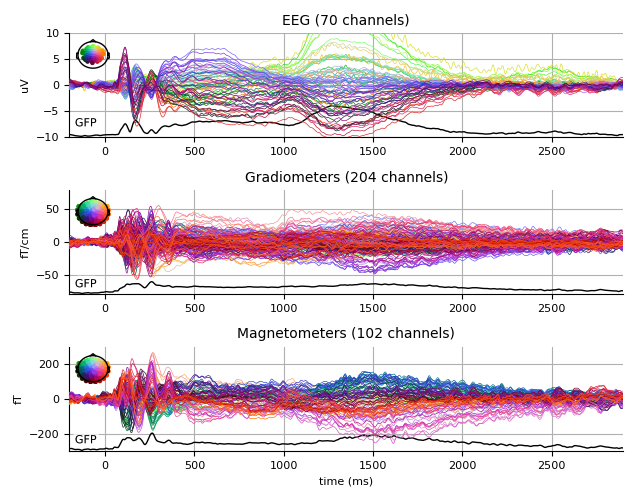 EEG (70 channels)
10
5
0
−5
−10
uV
GFP
0 500 1000 1500 2000 2500
Gradiometers (204 channels)
50
0
−50
fT/cm
GFP
0 500 1000 1500 2000 2500
Magnetometers (102 channels)
200
0
−200
fT
GFP
0 500 1000 1500 2000 2500
time (ms)